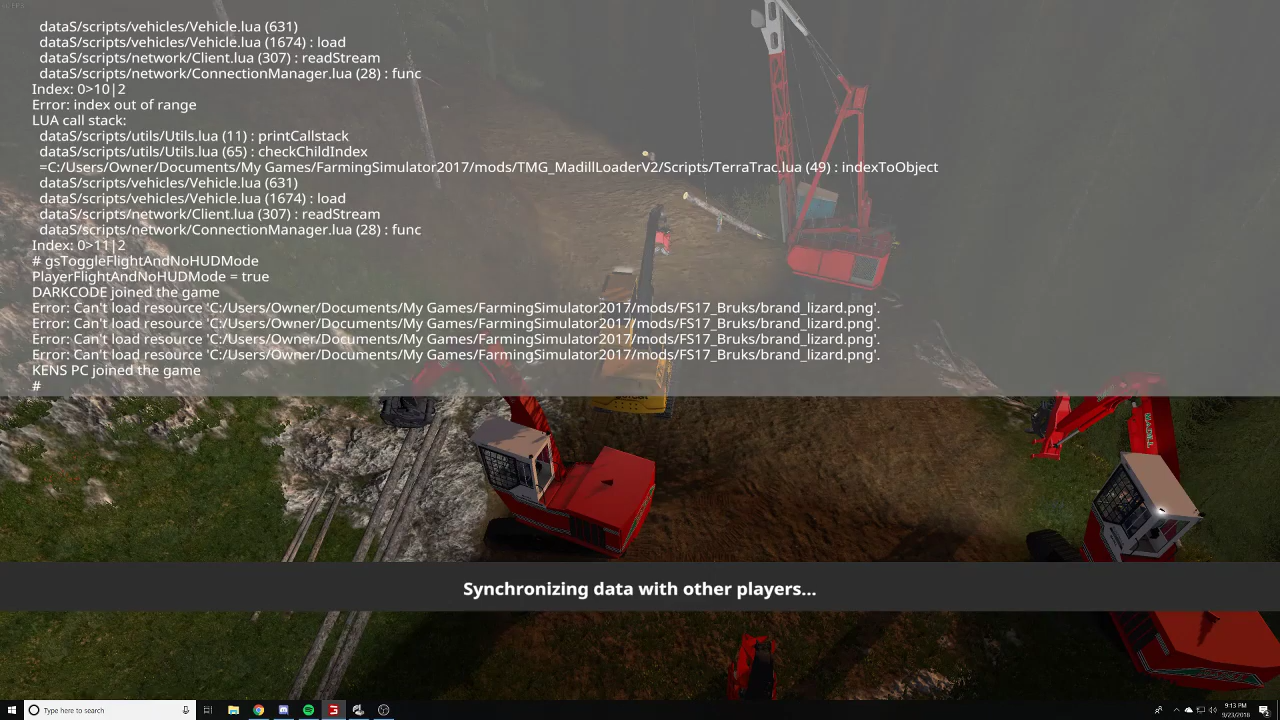 dataS/scripts/vehicles/Vehicle.lua (631)
dataS/scripts/vehicles/Vehicle.lua (1674) : load
dataS/scripts/network/Client.lua (307) : readStream
dataS/scripts/network/ConnectionManager.lua (28) : func
Index: 0>10|2
Error: index out of range
LUA call stack:
dataS/scripts/utils/Utils.lua (11) : printCallstack
dataS/scripts/utils/Utils.lua (65) : checkChildIndex
=C:/Users/Owner/Documents/My Games/FarmingSimulator2017/mods/TMG_MadillLoaderV2/Scripts/TerraTrac.lua (49) : indexToObject
dataS/scripts/vehicles/Vehicle.lua (631)
dataS/scripts/vehicles/Vehicle.lua (1674) : load
dataS/scripts/network/Client.lua (307) : readStream
dataS/scripts/network/ConnectionManager.lua (28) : func
Index: 0>11|2
# gsToggleFlightAndNoHUDMode
PlayerFlightAndNoHUDMode = true
DARKCODE joined the game
Error: Can't load resource 'C:/Users/Owner/Documents/My Games/FarmingSimulator2017/mods/FS17_Bruks/brand_lizard.png'.
Error: Can't load resource 'C:/Users/Owner/Documents/My Games/FarmingSimulator2017/mods/FS17_Bruks/brand_lizard.png'.
Error: Can't load resource 'C:/Users/Owner/Documents/My Games/FarmingSimulator2017/mods/FS17_Bruks/brand_lizard.png'.
Error: Can't load resource 'C:/Users/Owner/Documents/My Games/FarmingSimulator2017/mods/FS17_Bruks/brand_lizard.png'.
KENS PC joined the game
#
Synchronizing data with other players...
Type here to search
9:13 PM
9/23/2018